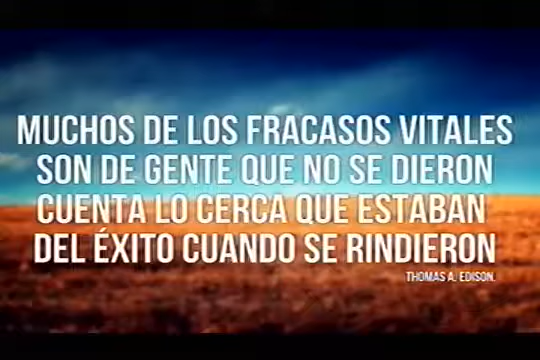 MUCHOS DE LOS FRACASOS VITALES
SON DE GENTE QUE NO SE DIERON
CUENTA LO CERCA QUE ESTABAN
DEL ÉXITO CUANDO SE RINDIERON
THOMAS A. EDISON.